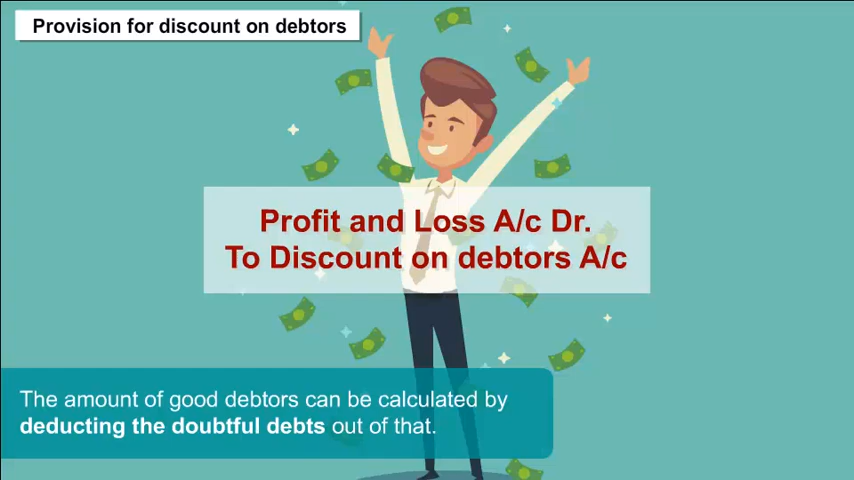 Provision for discount on debtors
Profit and Loss A/c Dr.
To Discount on debtors A/c
The amount of good debtors can be calculated by
deducting the doubtful debts out of that.